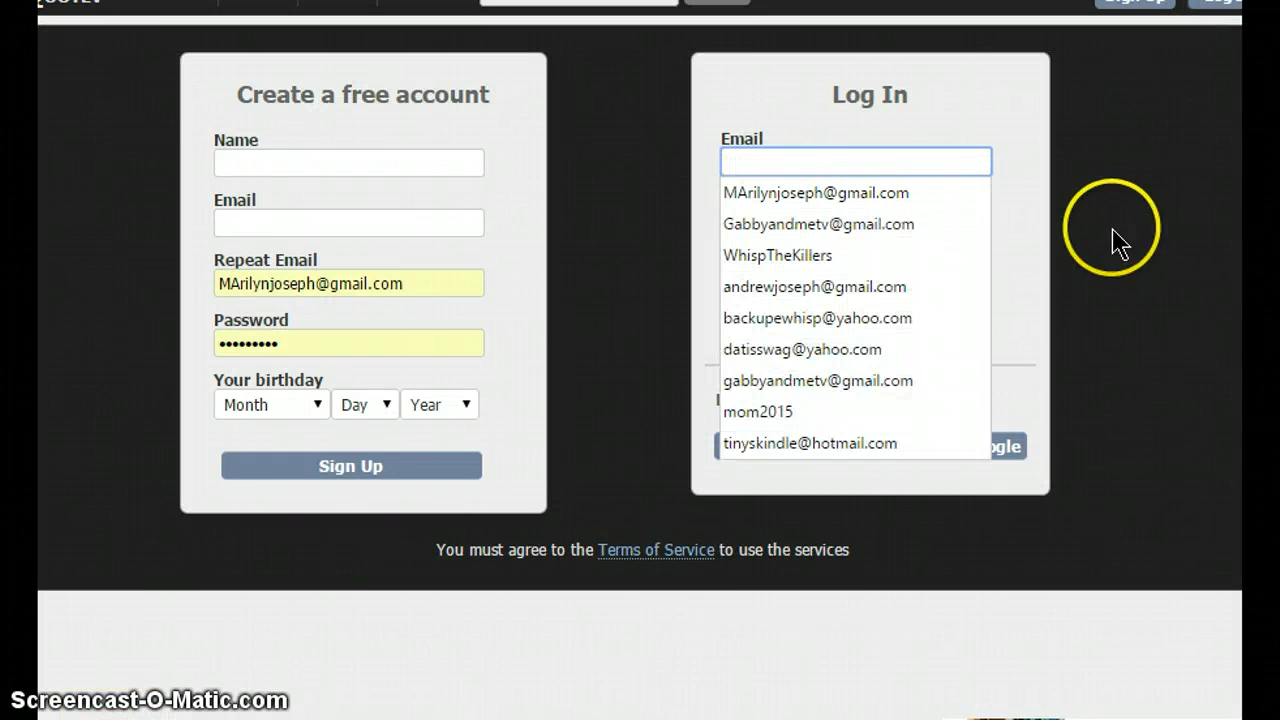 Sign Up
Create a free account
Name
Email
Repeat Email
MArilynjoseph@gmail.com
Password
•••••••••
Your birthday
Month
Day
Year
Sign Up
Log In
Email
MArilynjoseph@gmail.com
Gabbyandmetv@gmail.com
WhispTheKillers
andrewjoseph@gmail.com
backupewhisp@yahoo.com
datisswag@yahoo.com
gabbyandmetv@gmail.com
mom2015
tinyskindle@hotmail.com
ogle
You must agree to the Terms of Service to use the services
Screencast-O-Matic.com